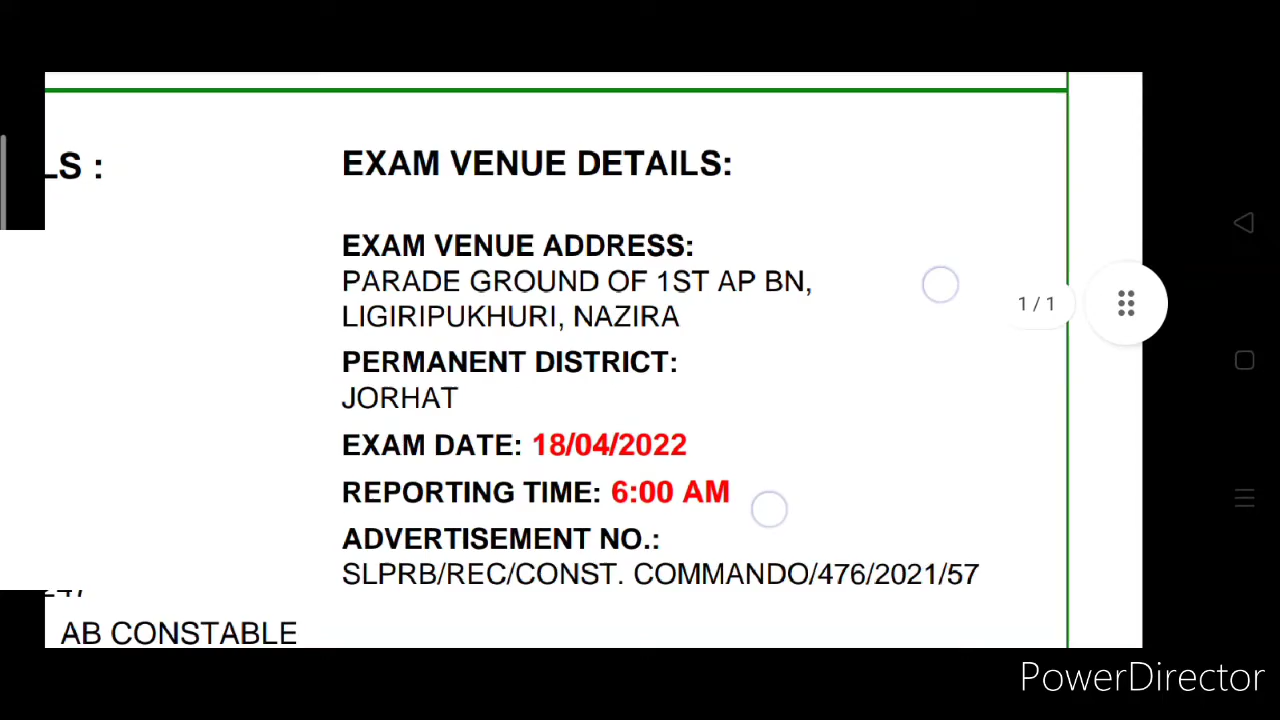 LS :
EXAM VENUE DETAILS:
EXAM VENUE ADDRESS:
PARADE GROUND OF 1ST AP BN,
LIGIRIPUKHURI, NAZIRA
1 / 1
PERMANENT DISTRICT:
JORHAT
EXAM DATE: 18/04/2022
REPORTING TIME: 6:00 AM
ADVERTISEMENT NO.:
SLPRB/REC/CONST. COMMANDO/476/2021/57
AB CONSTABLE
PowerDirector